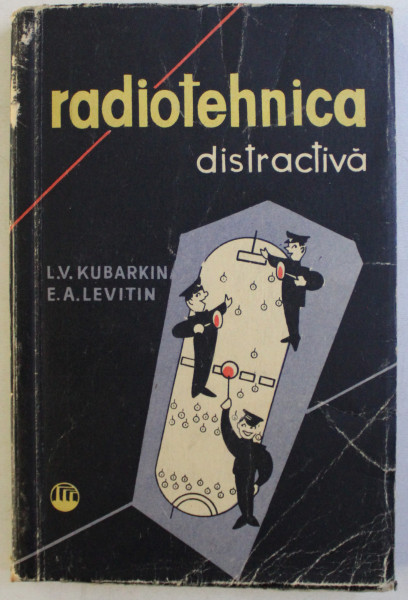 radiotehnica
distractivă
L.V. KUBARKIN
E.A. LEVITIN